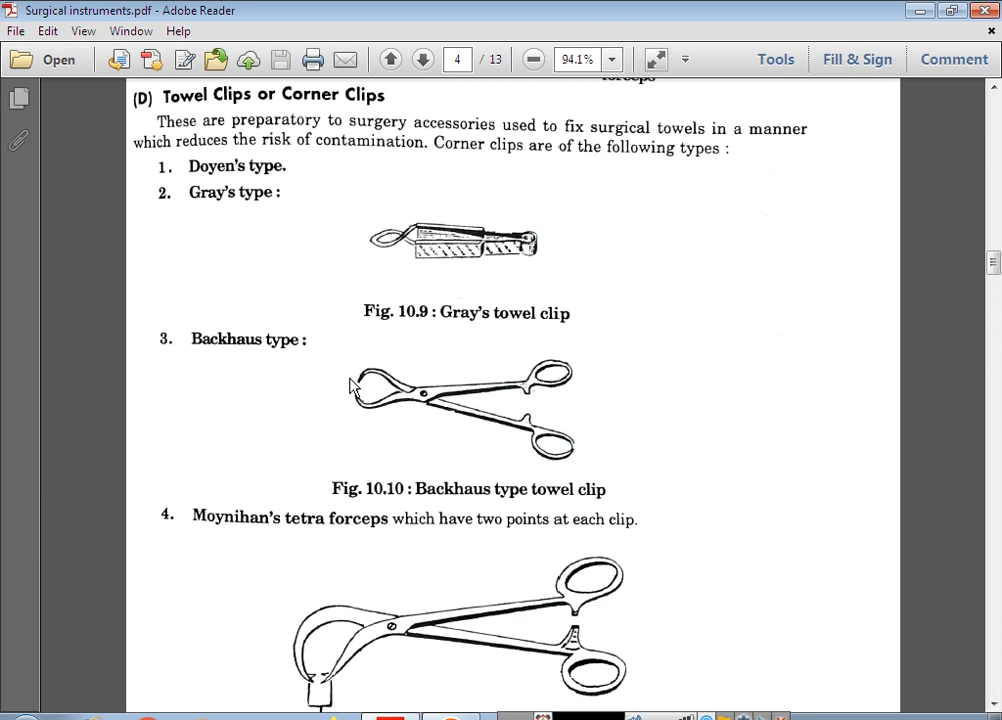 Surgical instruments.pdf - Adobe Reader
File Edit View Window Help
Open 4 / 13 94.1% Tools Fill & Sign Comment
forceps
(D) Towel Clips or Corner Clips
These are preparatory to surgery accessories used to fix surgical towels in a manner
which reduces the risk of contamination. Corner clips are of the following types :
1. Doyen's type.
2. Gray's type :
Fig. 10.9 : Gray's towel clip
3. Backhaus type :
Fig. 10.10 : Backhaus type towel clip
4. Moynihan's tetra forceps which have two points at each clip.